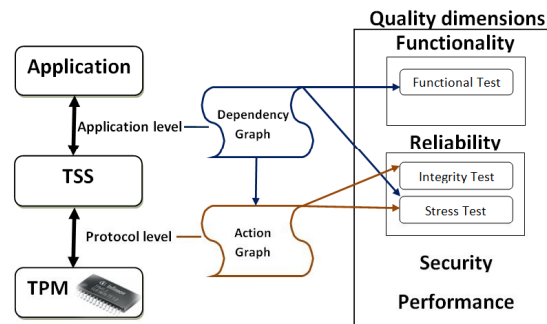 Quality dimensions
Functionality
Application
Functional Test
Dependency
Graph
Application level
Reliability
TSS
Integrity Test
Stress Test
Action
Graph
Protocol level
Security
TPM
Performance